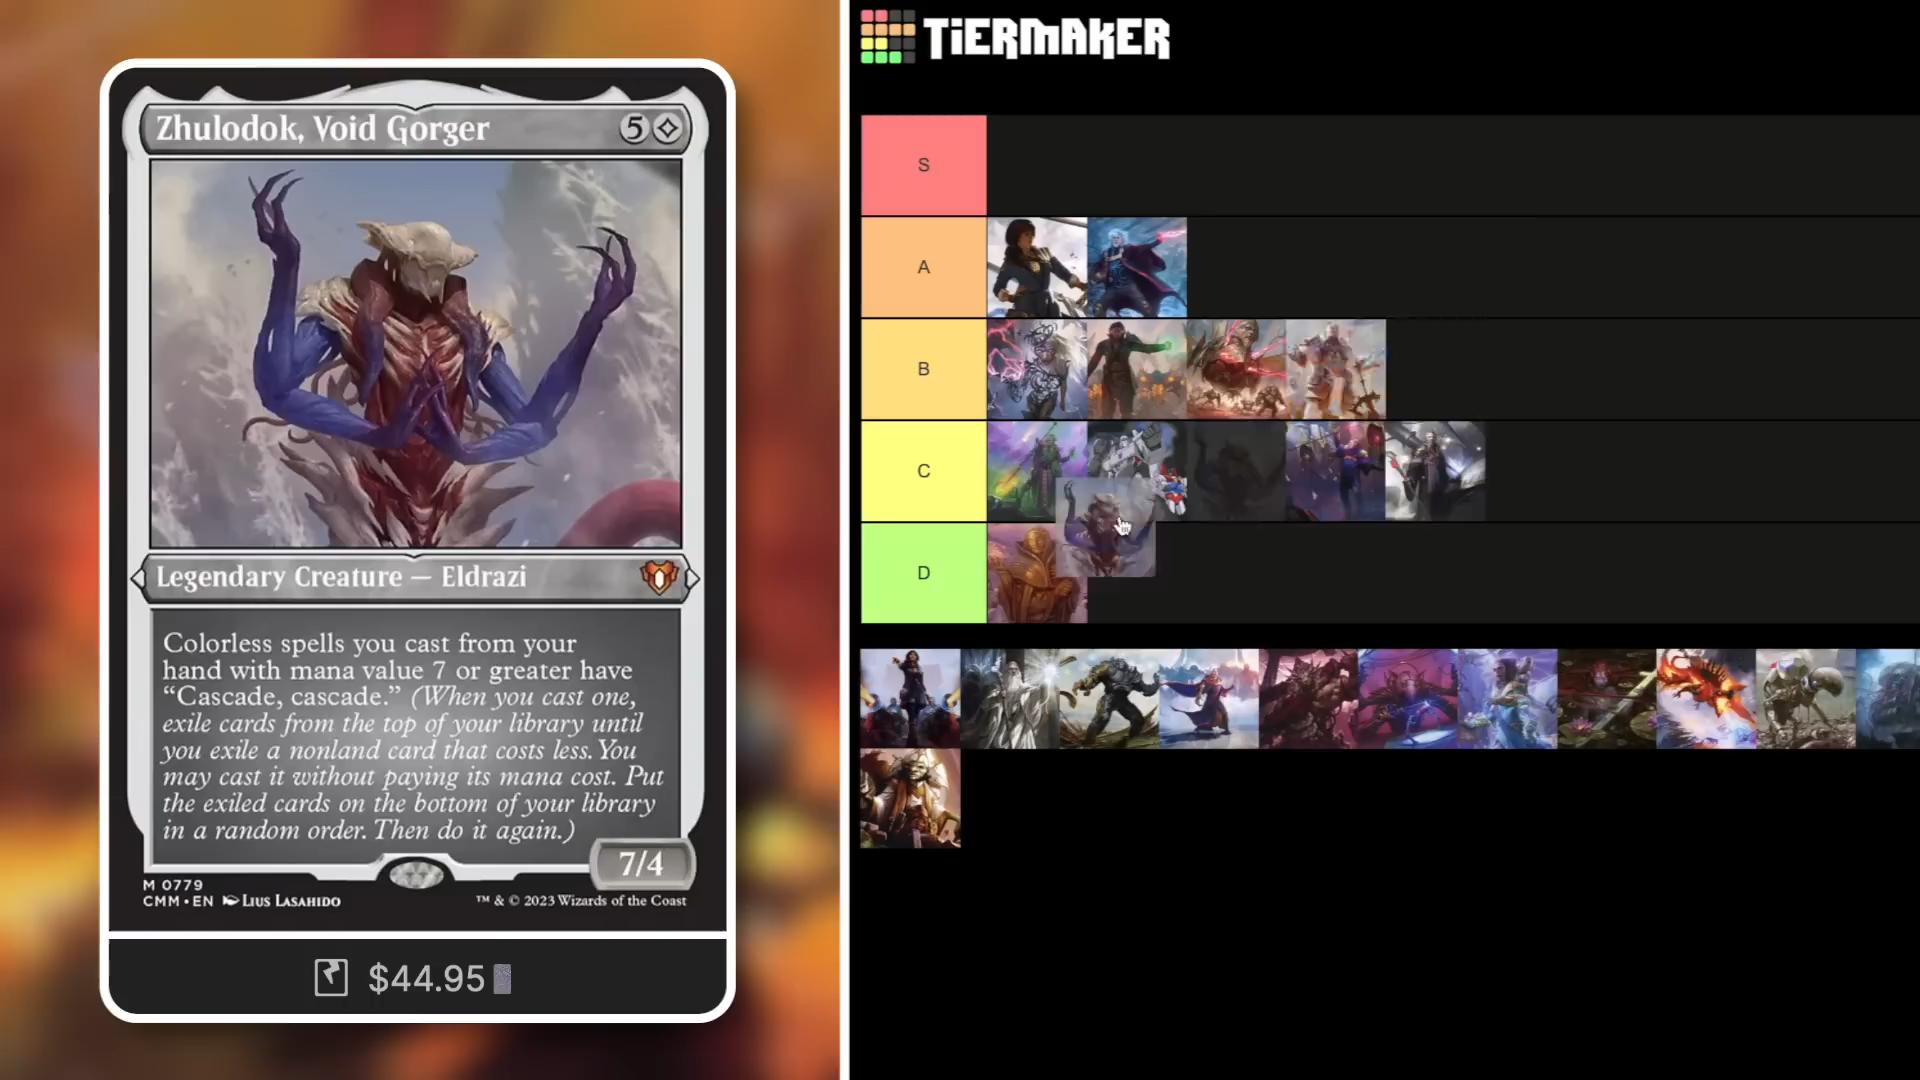 Zhulodok, Void Gorger 5
Legendary Creature — Eldrazi
Colorless spells you cast from your
hand with mana value 7 or greater have
“Cascade, cascade.” (When you cast one,
exile cards from the top of your library until
you exile a nonland card that costs less. You
may cast it without paying its mana cost. Put
the exiled cards on the bottom of your library
in a random order. Then do it again.)
7/4
M 0779
CMM • EN LIUS LASAHIDO
™ & © 2023 Wizards of the Coast
$44.95
TiERMAKER
S
A
B
C
D